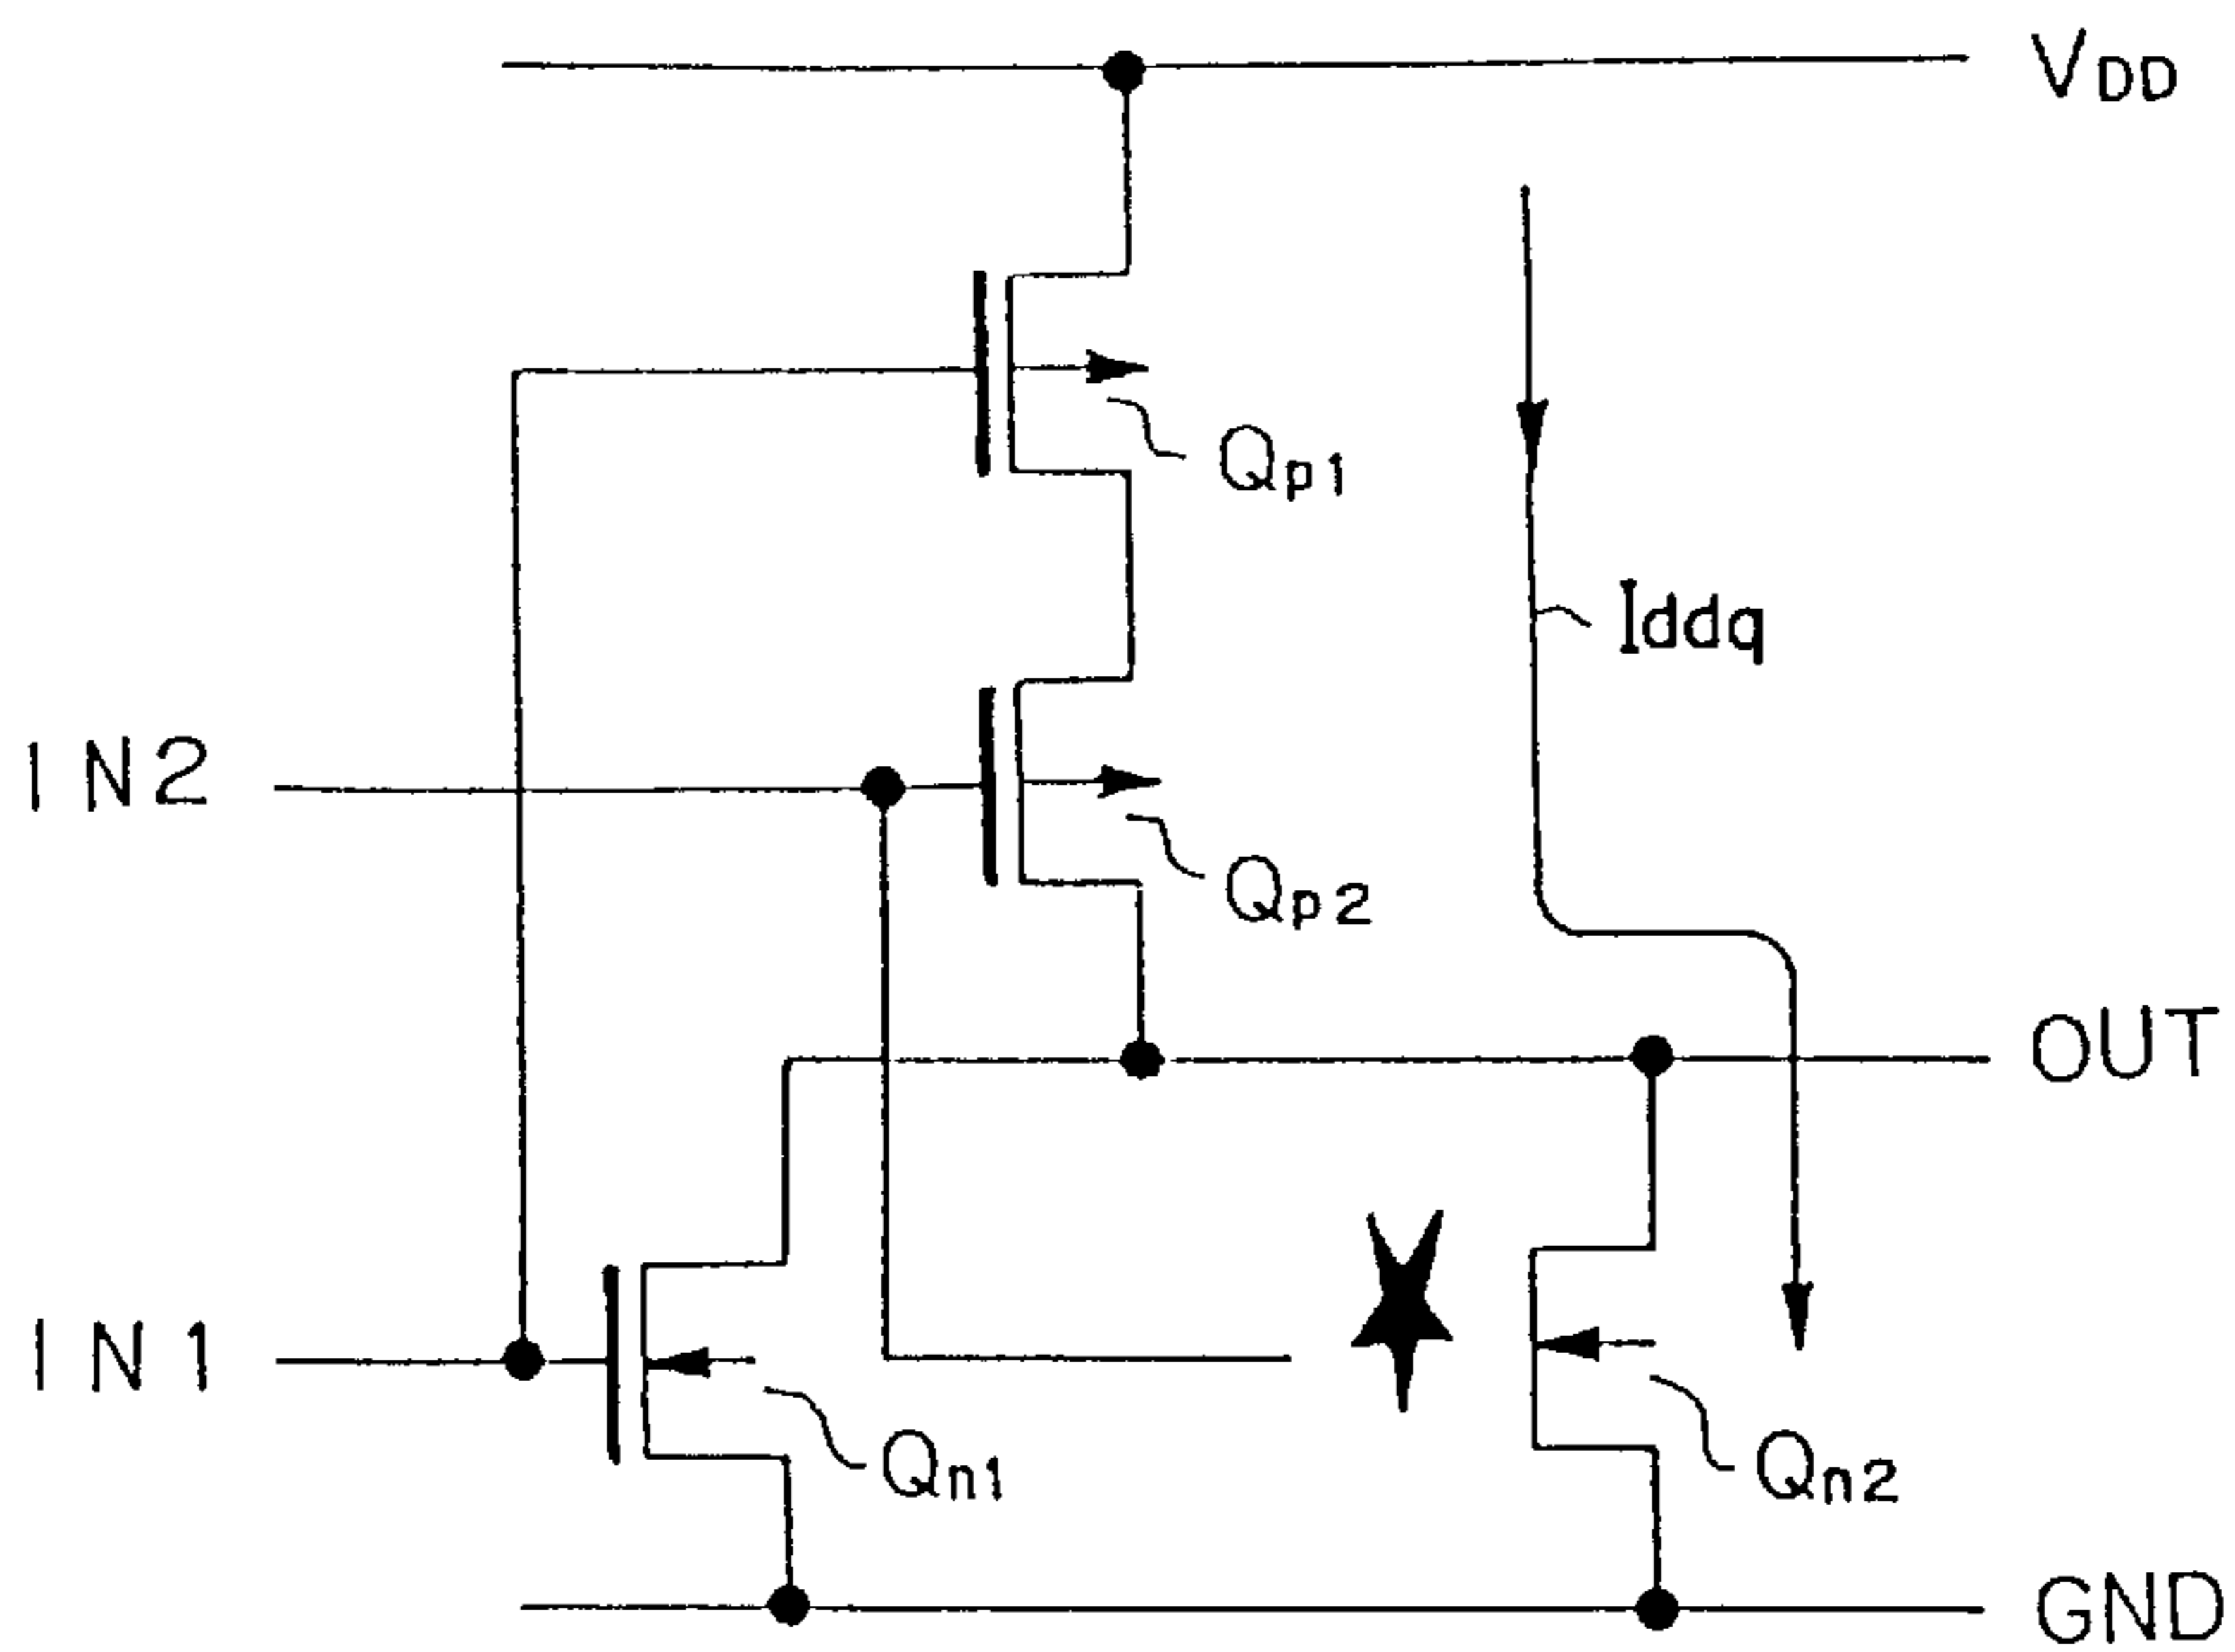 VDD
Qp1
Iddq
IN2
Qp2
OUT
IN1
Qn1
Qn2
GND